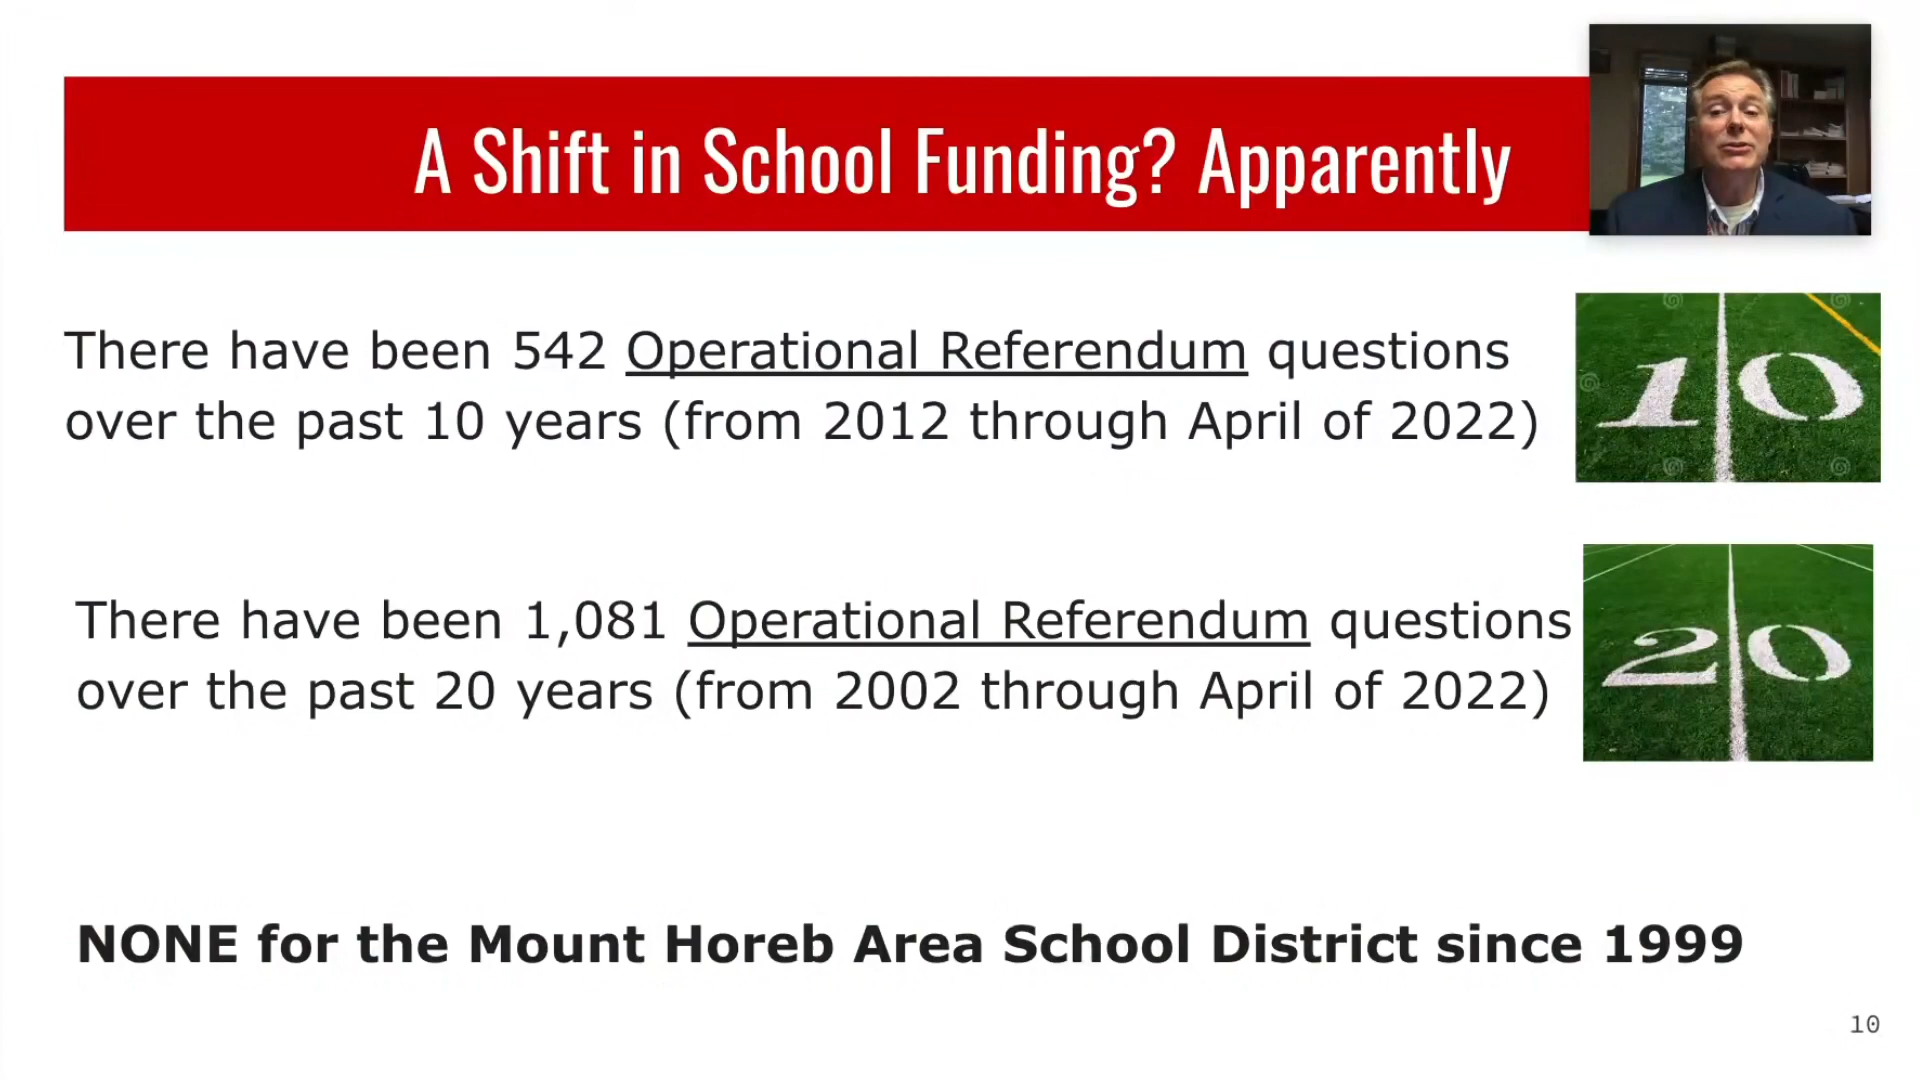 A Shift in School Funding? Apparently
There have been 542 Operational Referendum questions
over the past 10 years (from 2012 through April of 2022)
10
There have been 1,081 Operational Referendum questions
over the past 20 years (from 2002 through April of 2022)
20
NONE for the Mount Horeb Area School District since 1999
10